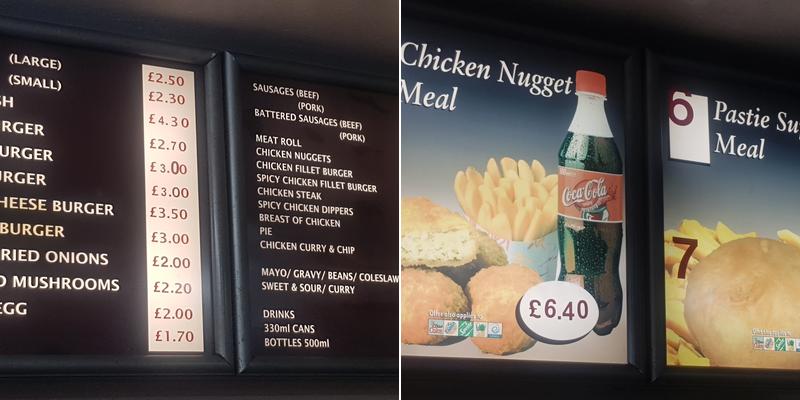 (LARGE)
(SMALL)
SH
URGER
BURGER
URGER
CHEESE BURGER
BURGER
RIED ONIONS
D MUSHROOMS
EGG
£2.50
£2.30
£4.30
£2.70
£3.00
£3.00
£3.50
£3.00
£2.00
£2.20
£2.00
£1.70
SAUSAGES (BEEF)
(PORK)
BATTERED SAUSAGES (BEEF)
(PORK)
MEAT ROLL
CHICKEN NUGGETS
CHICKEN FILLET BURGER
SPICY CHICKEN FILLET BURGER
CHICKEN STEAK
SPICY CHICKEN DIPPERS
BREAST OF CHICKEN
PIE
CHICKEN CURRY & CHIP
MAYO/ GRAVY/ BEANS/ COLESLAW
SWEET & SOUR/ CURRY
DRINKS
330ml CANS
BOTTLES 500ml
Chicken Nugget
Meal
Coca-Cola
£6.40
Offer also applies
6
Pastie Su
Meal
7